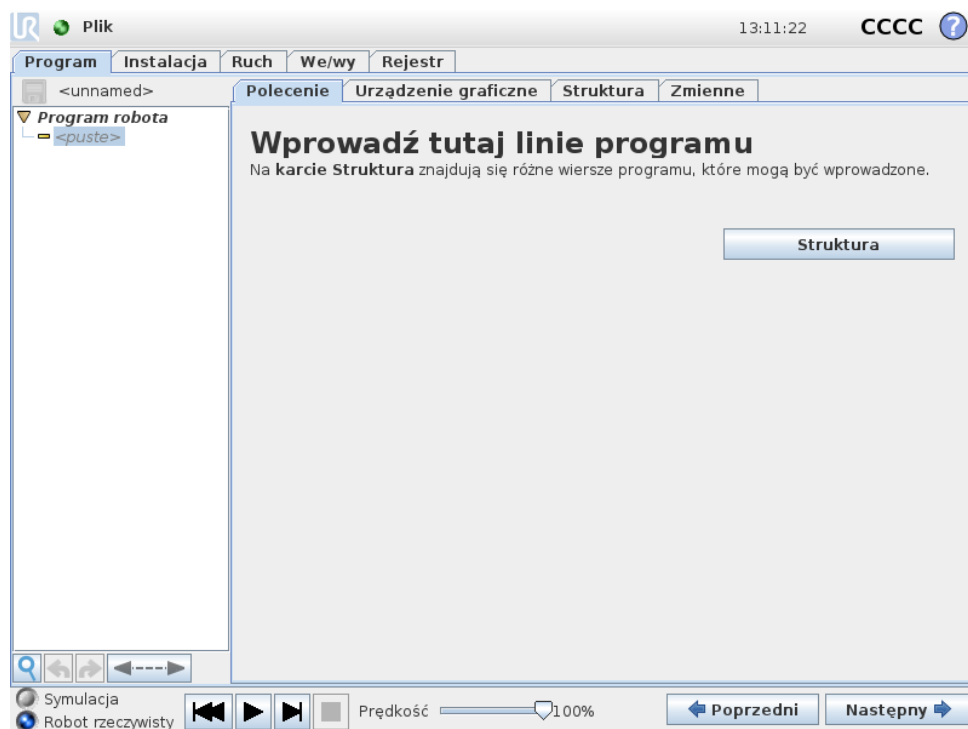 UR Plik 13:11:22 CCCC ?
Program Instalacja Ruch We/wy Rejestr
<unnamed> Polecenie Urządzenie graficzne Struktura Zmienne
Program robota
<puste>
Wprowadź tutaj linie programu
Na karcie Struktura znajdują się różne wiersze programu, które mogą być wprowadzone.
Struktura
Symulacja
Robot rzeczywisty
Prędkość 100%
Poprzedni Następny